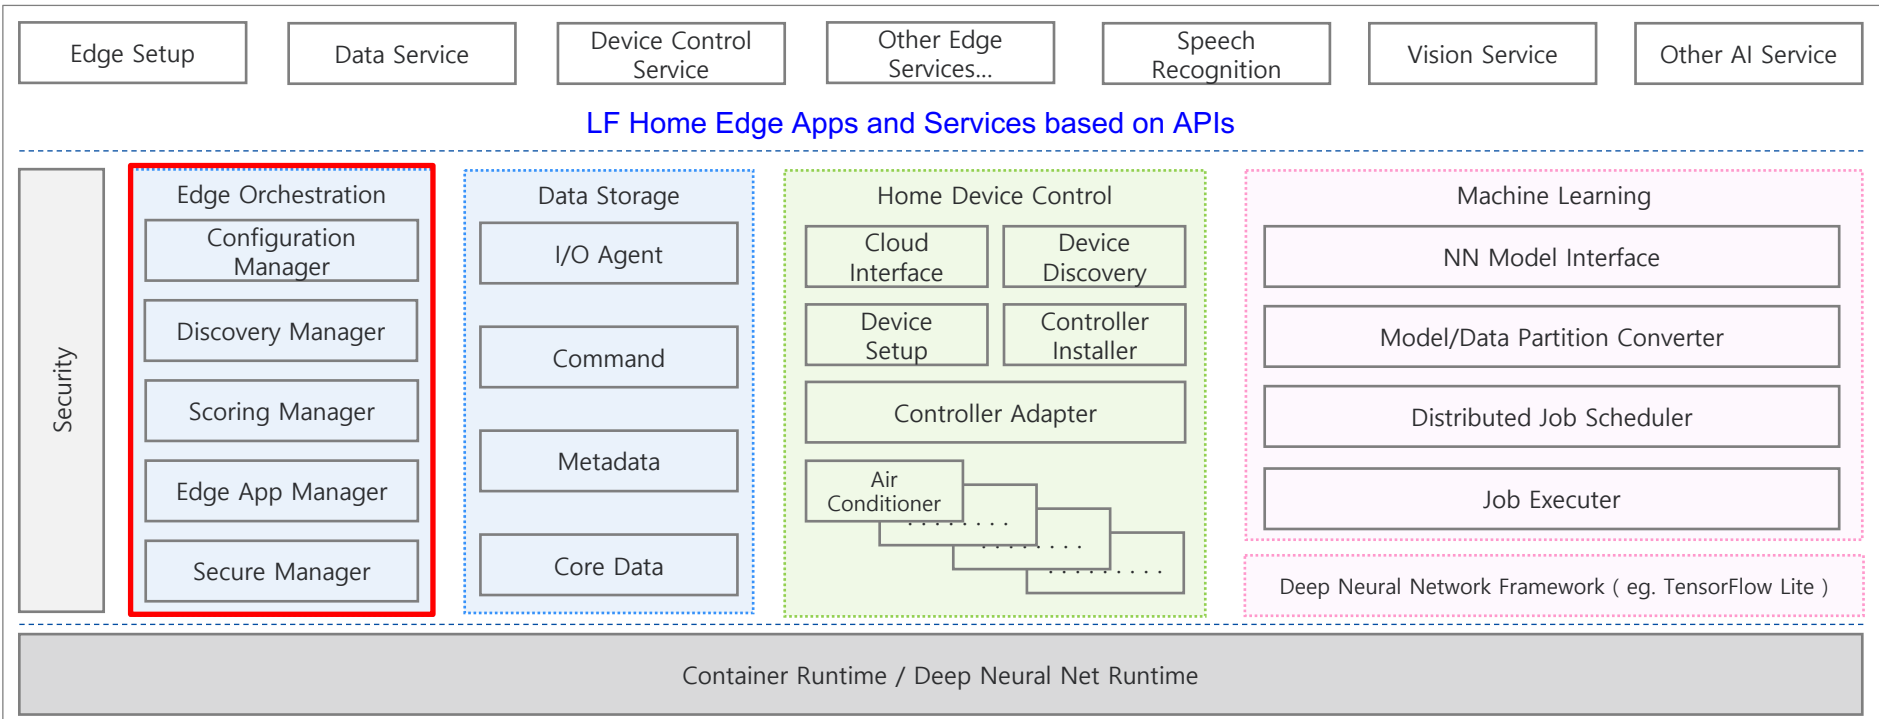 Edge Setup
Data Service
Device Control
Service
Other Edge
Services...
Speech
Recognition
Vision Service
Other AI Service
LF Home Edge Apps and Services based on APIs
Security
Edge Orchestration
Configuration
Manager
Discovery Manager
Scoring Manager
Edge App Manager
Secure Manager
Data Storage
I/O Agent
Command
Metadata
Core Data
Home Device Control
Cloud
Interface
Device
Discovery
Device
Setup
Controller
Installer
Controller Adapter
Air
Conditioner
. . . . . . . .
. . . . . . . .
. . . . . . . . .
Machine Learning
NN Model Interface
Model/Data Partition Converter
Distributed Job Scheduler
Job Executer
Deep Neural Network Framework ( eg. TensorFlow Lite )
Container Runtime / Deep Neural Net Runtime